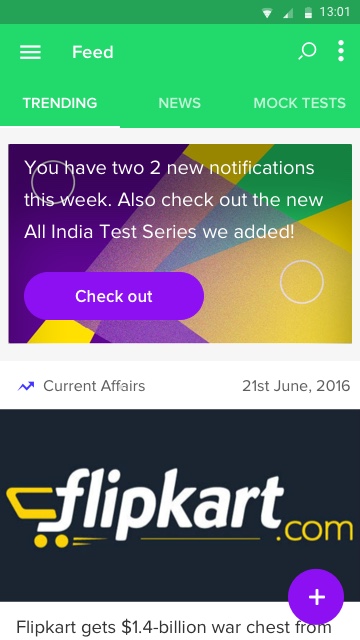 13:01
Feed
TRENDING NEWS MOCK TESTS
You have two 2 new notifications
this week. Also check out the new
All India Test Series we added!
Check out
Current Affairs 21st June, 2016
flipkart
.com
Flipkart gets $1.4-billion war chest from